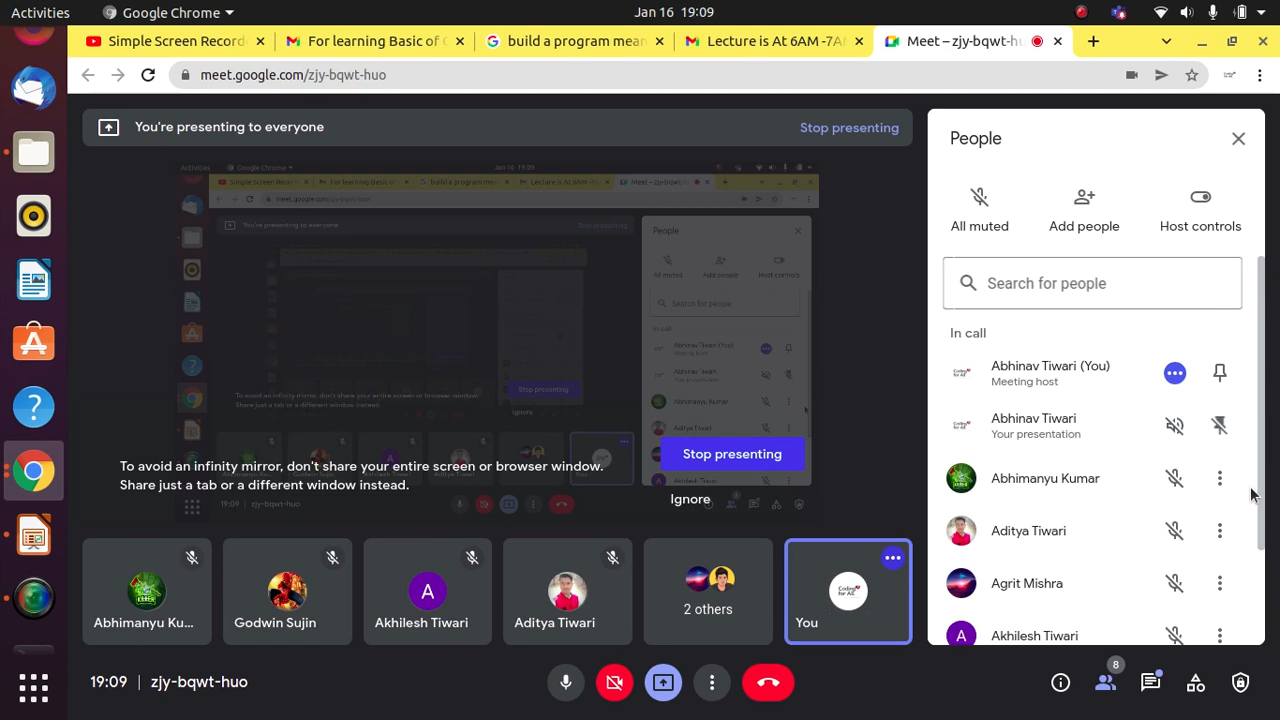 Activities
Google Chrome
Jan 16 19:09
Simple Screen Record
For learning Basic of C
build a program mean
Lecture is At 6AM -7AM
Meet – zjy-bqwt-hu
meet.google.com/zjy-bqwt-huo
You're presenting to everyone
Stop presenting
People
All muted
Add people
Host controls
Search for people
In call
Abhinav Tiwari (You)
Meeting host
Abhinav Tiwari
Your presentation
Abhimanyu Kumar
Aditya Tiwari
Agrit Mishra
Akhilesh Tiwari
To avoid an infinity mirror, don't share your entire screen or browser window.
Share just a tab or a different window instead.
Stop presenting
Ignore
Abhimanyu Ku...
Godwin Sujin
A
Akhilesh Tiwari
Aditya Tiwari
2 others
You
19:09 | zjy-bqwt-huo
8